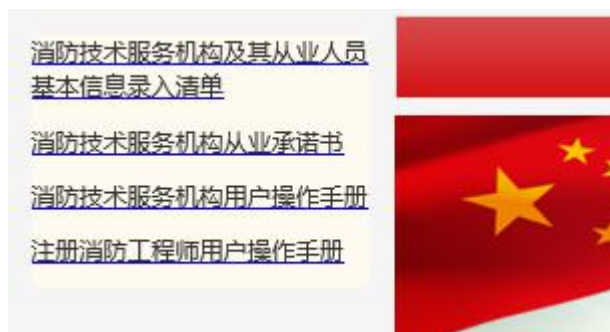 消防技术服务机构及其从业人员
基本信息录入清单
消防技术服务机构从业承诺书
消防技术服务机构用户操作手册
注册消防工程师用户操作手册